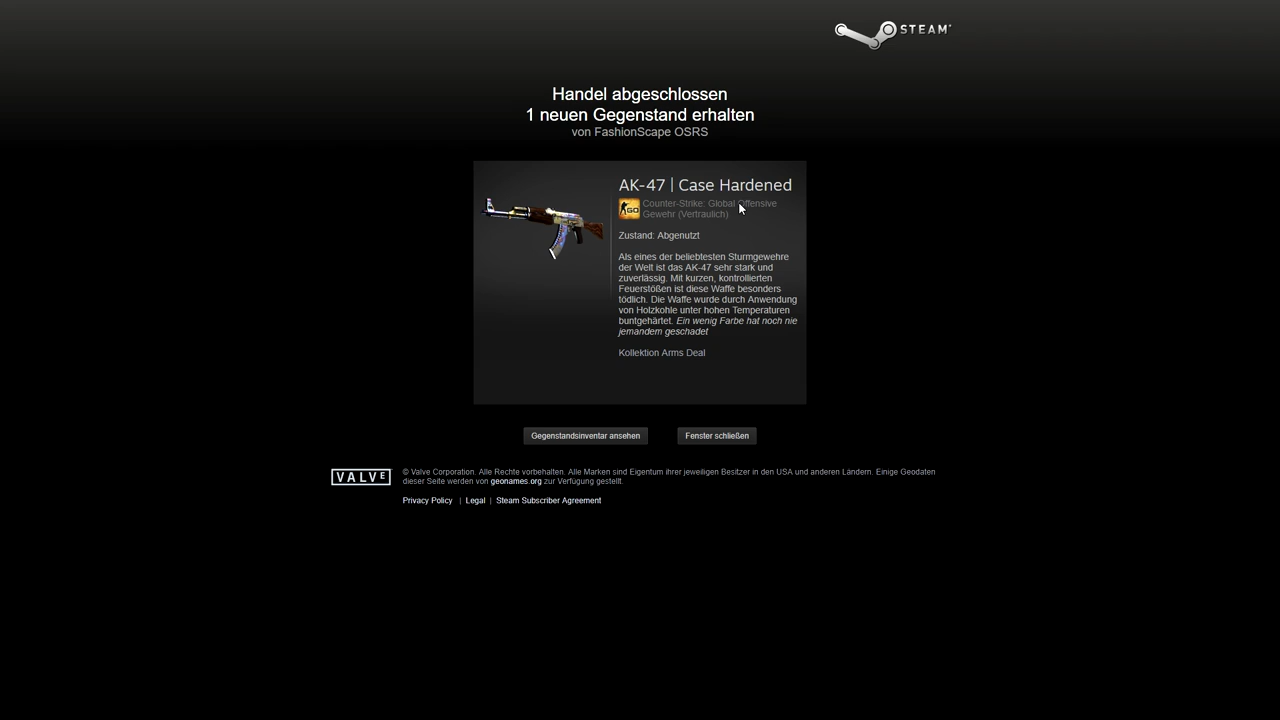 STEAM
Handel abgeschlossen
1 neuen Gegenstand erhalten
von FashionScape OSRS
AK-47 | Case Hardened
Counter-Strike: Global Offensive
GO
Gewehr (Vertraulich)
Zustand: Abgenutzt
Als eines der beliebtesten Sturmgewehre
der Welt ist das AK-47 sehr stark und
zuverlässig. Mit kurzen, kontrollierten
Feuerstößen ist diese Waffe besonders
tödlich. Die Waffe wurde durch Anwendung
von Holzkohle unter hohen Temperaturen
buntgehärtet. Ein wenig Farbe hat noch nie
jemandem geschadet
Kollektion Arms Deal
Gegenstandsinventar ansehen Fenster schließen
VALVE
© Valve Corporation. Alle Rechte vorbehalten. Alle Marken sind Eigentum ihrer jeweiligen Besitzer in den USA und anderen Ländern. Einige Geodaten
dieser Seite werden von geonames.org zur Verfügung gestellt.
Privacy Policy | Legal | Steam Subscriber Agreement